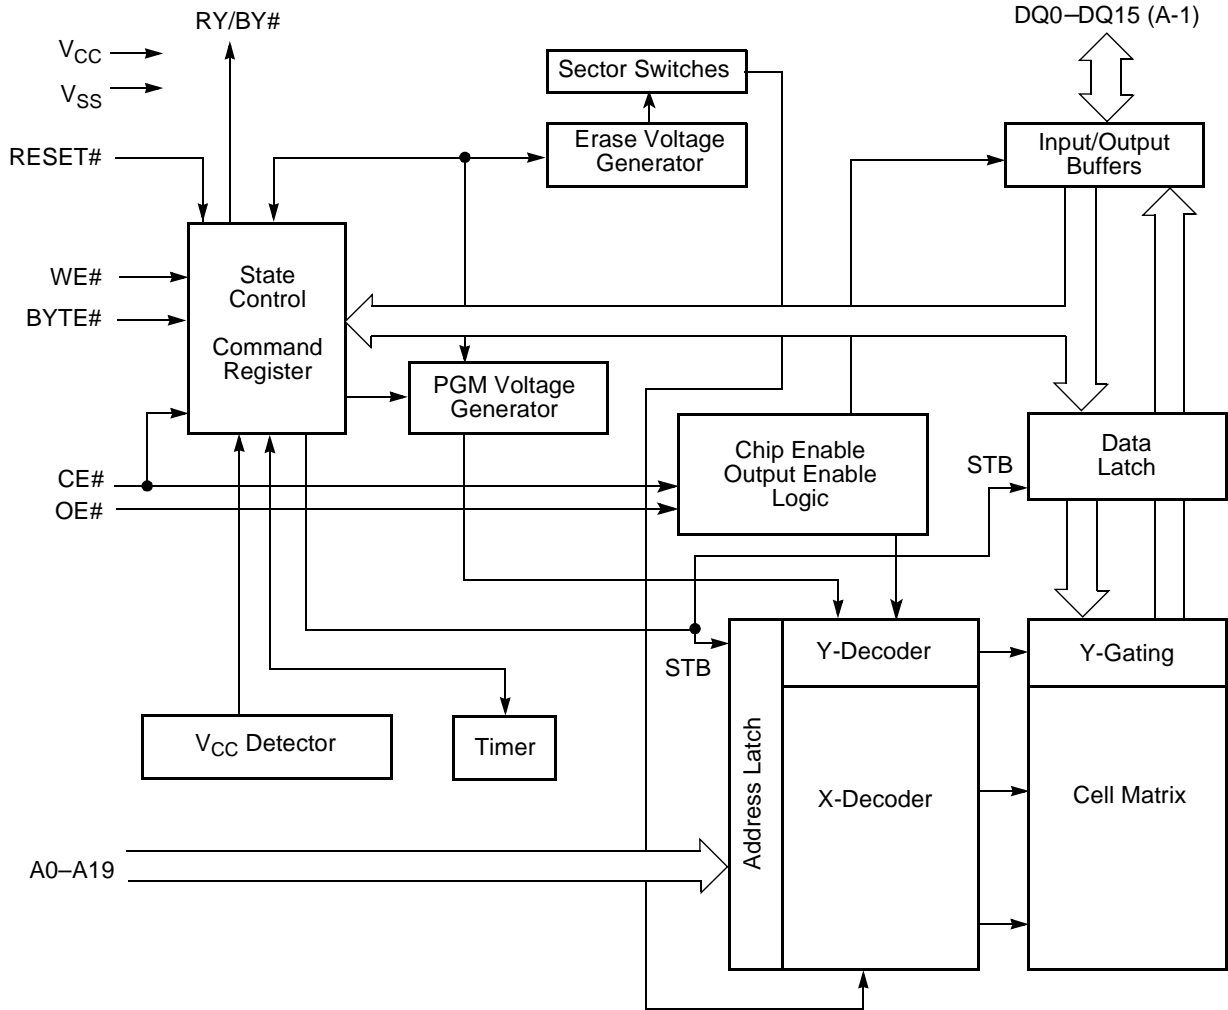 RY/BY#
DQ0–DQ15 (A-1)
VCC
VSS
RESET#
Sector Switches
Erase Voltage
Generator
Input/Output
Buffers
WE#
BYTE#
State
Control
Command
Register
PGM Voltage
Generator
Chip Enable
Output Enable
Logic
STB
Data
Latch
CE#
OE#
STB
Y-Decoder
Y-Gating
VCC Detector
Timer
Address Latch
X-Decoder
Cell Matrix
A0–A19